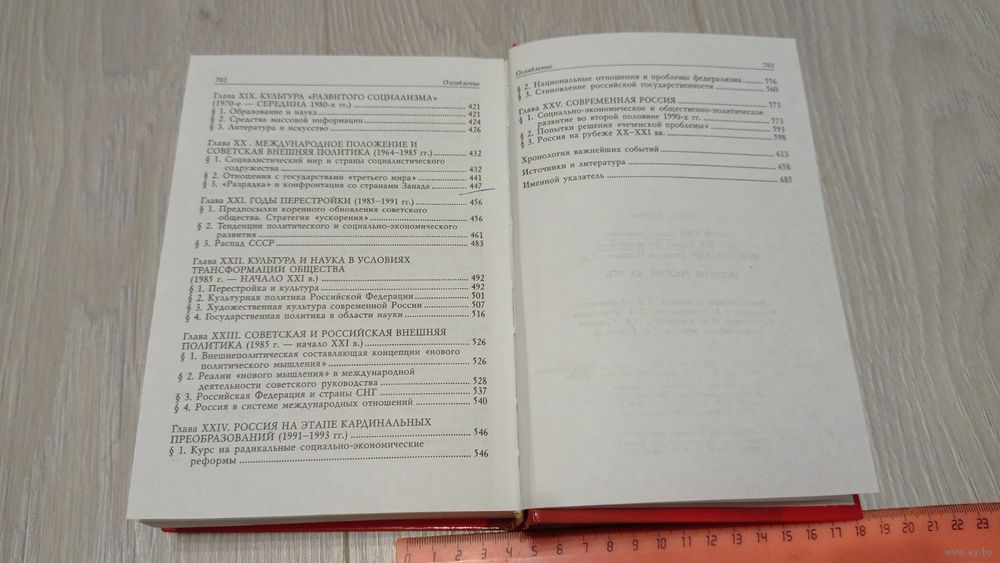 702 Оглавление
Глава XIX. КУЛЬТУРА «РАЗВИТОГО СОЦИАЛИЗМА»
(1970-е — СЕРЕДИНА 1980-х гг.) 421
§ 1. Образование и наука 421
§ 2. Средства массовой информации 424
§ 3. Литература и искусство 426
Глава XX . МЕЖДУНАРОДНОЕ ПОЛОЖЕНИЕ И
СОВЕТСКАЯ ВНЕШНЯЯ ПОЛИТИКА (1964–1985 гг.) 432
§ 1. Социалистический мир и страны социалистического
содружества 432
§ 2. Отношения с государствами «третьего мира» 441
§ 3. «Разрядка» и конфронтация со странами Запада 447
Глава XXI. ГОДЫ ПЕРЕСТРОЙКИ (1985–1991 гг.) 456
§ 1. Предпосылки коренного обновления советского
общества. Стратегия «ускорения» 456
§ 2. Тенденции политического и социально-экономического
развития 461
§ 3. Распад СССР 483
Глава XXII. КУЛЬТУРА И НАУКА В УСЛОВИЯХ
ТРАНСФОРМАЦИИ ОБЩЕСТВА
(1985 г. — НАЧАЛО XXI в.) 492
§ 1. Перестройка и культура 492
§ 2. Культурная политика Российской Федерации 501
§ 3. Художественная культура современной России 507
§ 4. Государственная политика в области науки 516
Глава XXIII. СОВЕТСКАЯ И РОССИЙСКАЯ ВНЕШНЯЯ
ПОЛИТИКА (1985 г. — начало XXI в.) 526
§ 1. Внешнеполитическая составляющая концепции «нового
политического мышления» 526
§ 2. Реалии «нового мышления» в международной
деятельности советского руководства 528
§ 3. Российская Федерация и страны СНГ 537
§ 4. Россия в системе международных отношений 540
Глава XXIV. РОССИЯ НА ЭТАПЕ КАРДИНАЛЬНЫХ
ПРЕОБРАЗОВАНИЙ (1991–1993 гг.) 546
§ 1. Курс на радикальные социально-экономические
реформы 546
Оглавление 703
§ 2. Национальные отношения и проблемы федерализма 556
§ 3. Становление российской государственности 560
Глава XXV. СОВРЕМЕННАЯ РОССИЯ 573
§ 1. Социально-экономическое и общественно-политическое
развитие во второй половине 1990-х гг. 573
§ 2. Попытки решения «чеченской проблемы» 593
§ 3. Россия на рубеже XX–XXI вв. 598
Хронология важнейших событий 613
Источники и литература 658
Именной указатель 685
0 1 2 3 4 5 6 7 8 9 10 11 12 13 14 15 16 17 18 19 20 21 22 23
www.ay.by